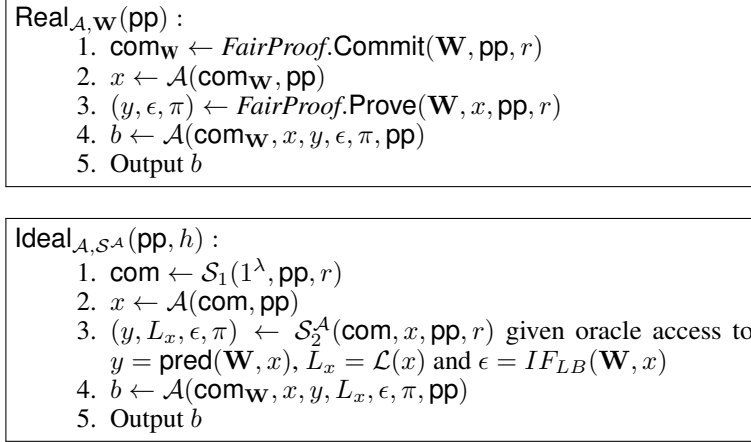 Real_{𝒜,𝐖}(pp) :
1. com_𝐖 ← FairProof.Commit(𝐖, pp, r)
2. x ← 𝒜(com_𝐖, pp)
3. (y, ϵ, π) ← FairProof.Prove(𝐖, x, pp, r)
4. b ← 𝒜(com_𝐖, x, y, ϵ, π, pp)
5. Output b
Ideal_{𝒜,𝒮^𝒜}(pp, h) :
1. com ← 𝒮_1(1^λ, pp, r)
2. x ← 𝒜(com, pp)
3. (y, L_x, ϵ, π) ← 𝒮_2^𝒜(com, x, pp, r) given oracle access to
y = pred(𝐖, x), L_x = ℒ(x) and ϵ = IF_{LB}(𝐖, x)
4. b ← 𝒜(com_𝐖, x, y, L_x, ϵ, π, pp)
5. Output b